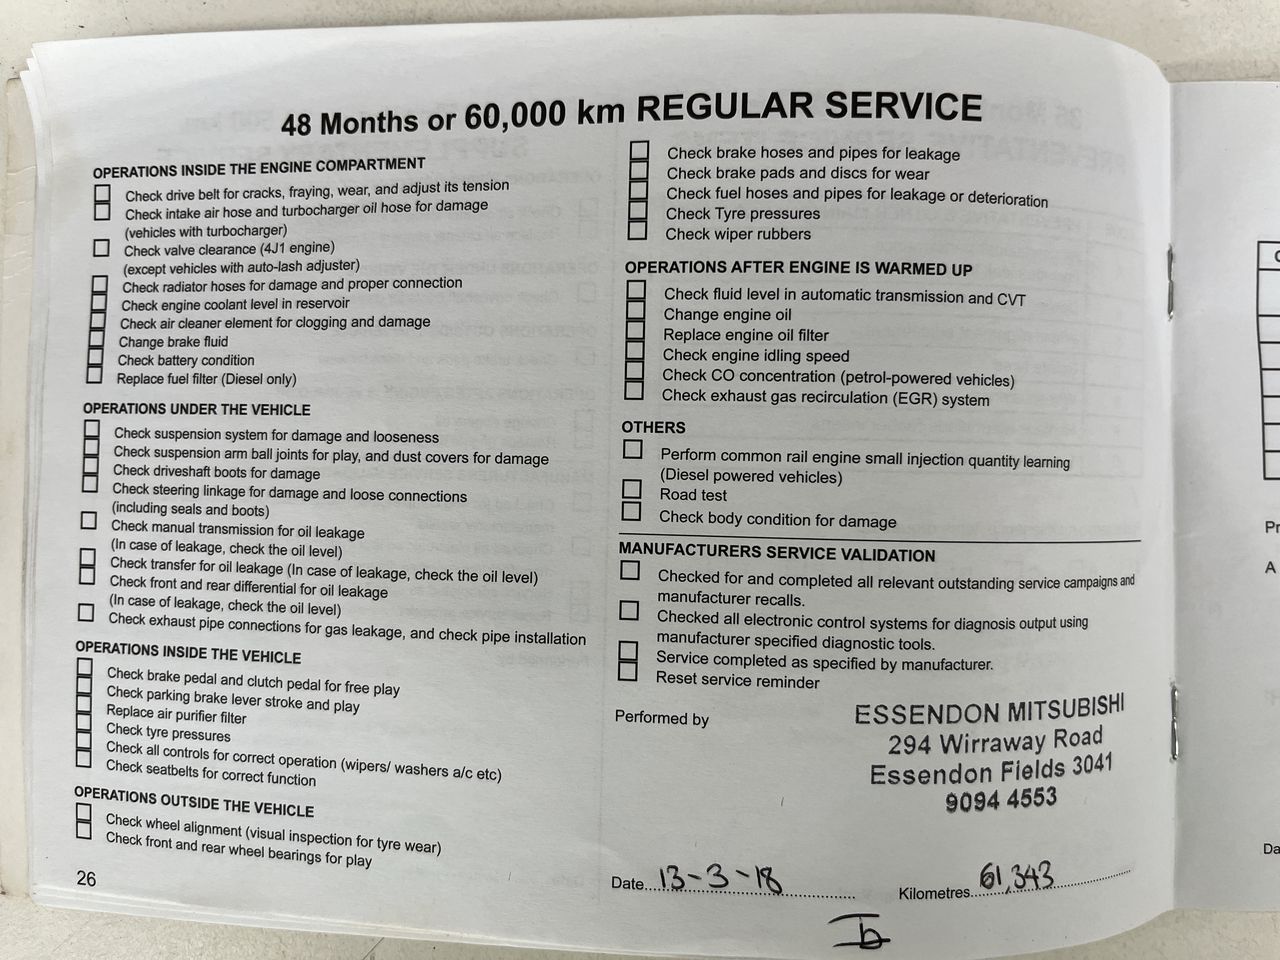 48 Months or 60,000 km REGULAR SERVICE
OPERATIONS INSIDE THE ENGINE COMPARTMENT
Check drive belt for cracks, fraying, wear, and adjust its tension
Check intake air hose and turbocharger oil hose for damage
(vehicles with turbocharger)
Check valve clearance (4J1 engine)
(except vehicles with auto-lash adjuster)
Check radiator hoses for damage and proper connection
Check engine coolant level in reservoir
Check air cleaner element for clogging and damage
Change brake fluid
Check battery condition
Replace fuel filter (Diesel only)
OPERATIONS UNDER THE VEHICLE
Check suspension system for damage and looseness
Check suspension arm ball joints for play, and dust covers for damage
Check driveshaft boots for damage
Check steering linkage for damage and loose connections
(including seals and boots)
Check manual transmission for oil leakage
(In case of leakage, check the oil level)
Check transfer for oil leakage (In case of leakage, check the oil level)
Check front and rear differential for oil leakage
(In case of leakage, check the oil level)
Check exhaust pipe connections for gas leakage, and check pipe installation
OPERATIONS INSIDE THE VEHICLE
Check brake pedal and clutch pedal for free play
Check parking brake lever stroke and play
Replace air purifier filter
Check tyre pressures
Check all controls for correct operation (wipers/ washers a/c etc)
Check seatbelts for correct function
OPERATIONS OUTSIDE THE VEHICLE
Check wheel alignment (visual inspection for tyre wear)
Check front and rear wheel bearings for play
26
Check brake hoses and pipes for leakage
Check brake pads and discs for wear
Check fuel hoses and pipes for leakage or deterioration
Check Tyre pressures
Check wiper rubbers
OPERATIONS AFTER ENGINE IS WARMED UP
Check fluid level in automatic transmission and CVT
Change engine oil
Replace engine oil filter
Check engine idling speed
Check CO concentration (petrol-powered vehicles)
Check exhaust gas recirculation (EGR) system
OTHERS
Perform common rail engine small injection quantity learning
(Diesel powered vehicles)
Road test
Check body condition for damage
MANUFACTURERS SERVICE VALIDATION
Checked for and completed all relevant outstanding service campaigns and
manufacturer recalls.
Checked all electronic control systems for diagnosis output using
manufacturer specified diagnostic tools.
Service completed as specified by manufacturer.
Reset service reminder
Performed by
ESSENDON MITSUBISHI
294 Wirraway Road
Essendon Fields 3041
9094 4553
Date 13-3-18
Kilometres 61,343
Pr
A
Da